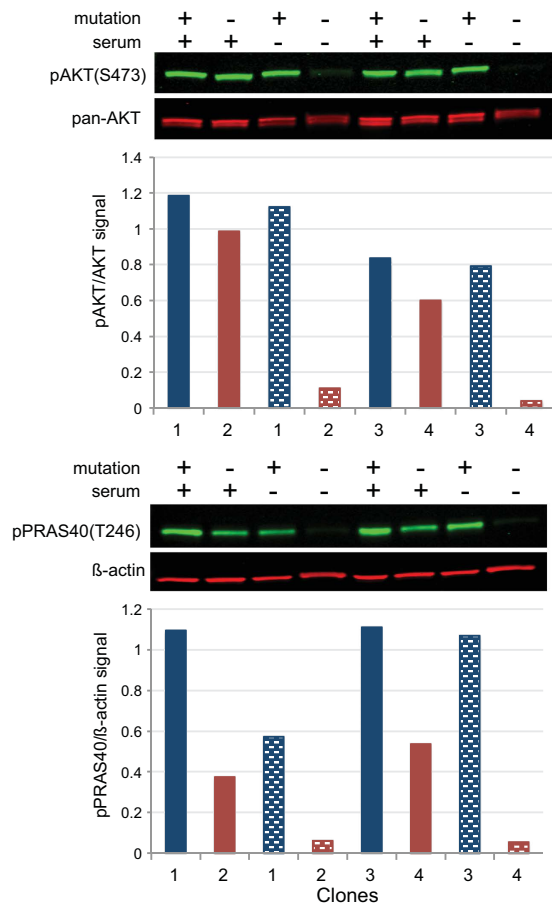 mutation + - + - + - + -
serum + + - - + + - -
pAKT(S473)
pan-AKT
pAKT/AKT signal
1.4
1.2
1
0.8
0.6
0.4
0.2
0
1 2 1 2 3 4 3 4
mutation + - + - + - + -
serum + + - - + + - -
pPRAS40(T246)
ß-actin
pPRAS40/ß-actin signal
1.2
1
0.8
0.6
0.4
0.2
0
1 2 1 2 3 4 3 4
Clones